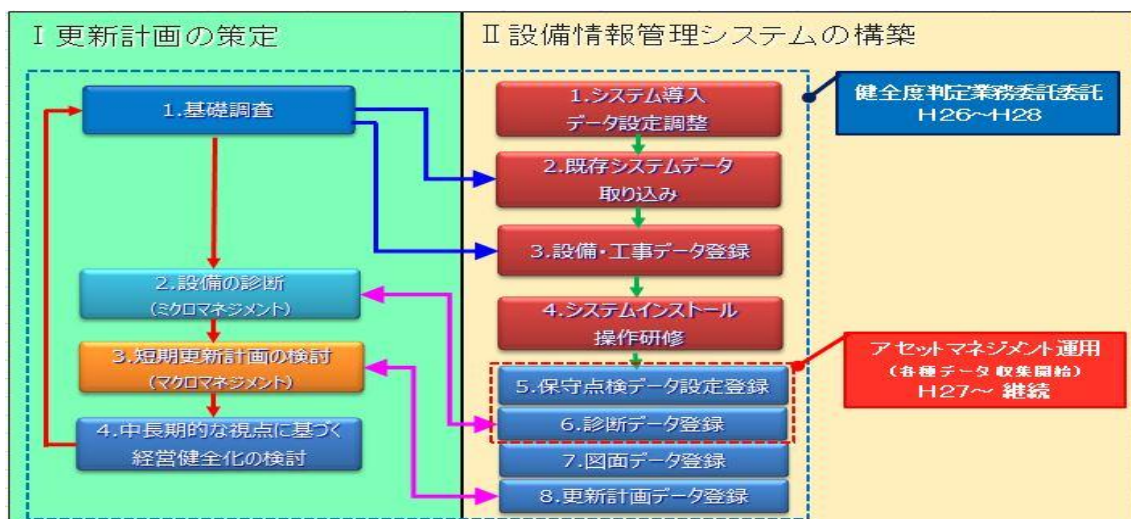 Ⅰ更新計画の策定
1.基礎調査
2.設備の診断
(ミクロマネジメント)
3.短期更新計画の検討
(マクロマネジメント)
4.中長期的な視点に基づく
経営健全化の検討
Ⅱ設備情報管理システムの構築
1.システム導入
データ設定調整
2.既存システムデータ
取り込み
3.設備・工事データ登録
4.システムインストール
操作研修
5.保守点検データ設定登録
6.診断データ登録
7.図面データ登録
8.更新計画データ登録
健全度判定業務委託委託
H26～H28
アセットマネジメント運用
(各種データ収集開始)
H27～ 継続